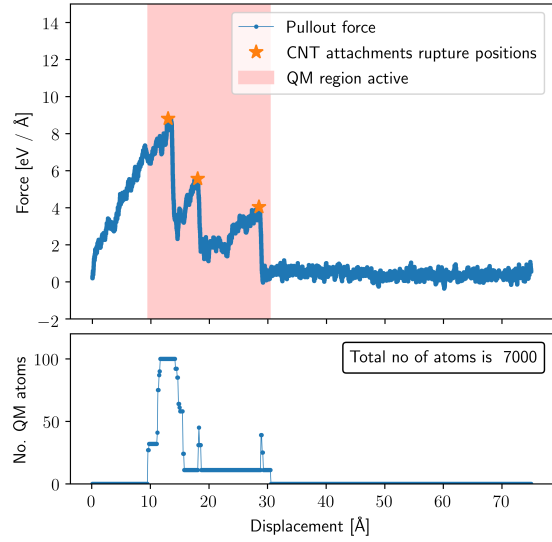 14
12
10
8
6
4
2
0
−2
Force [eV / Å]
Pullout force
CNT attachments rupture positions
QM region active
100
50
0
No. QM atoms
Total no of atoms is 7000
0 10 20 30 40 50 60 70
Displacement [Å]